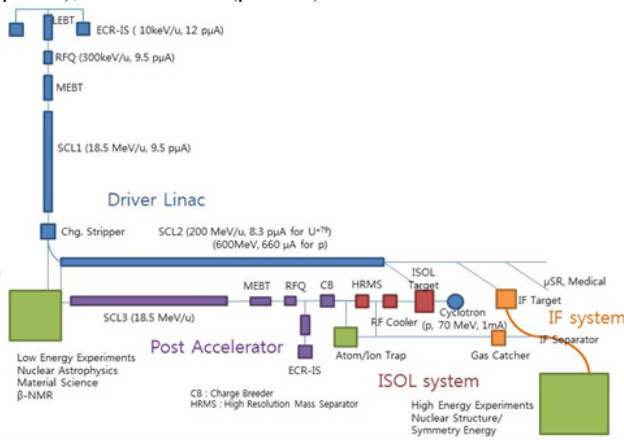 LEBT
ECR-IS ( 10keV/u, 12 pµA)
RFQ (300keV/u, 9.5 pµA)
MEBT
SCL1 (18.5 MeV/u, 9.5 pµA)
Driver Linac
Chg. Stripper
SCL2 (200 MeV/u, 8.3 pµA for U+79)
(600MeV, 660 µA for p)
µSR, Medical
MEBT
RFQ
CB
HRMS
ISOL
Target
IF Target
SCL3 (18.5 MeV/u)
RF Cooler
Cyclotron
(p, 70 MeV, 1mA)
IF system
IF Separator
Post Accelerator
Atom/Ion Trap
Gas Catcher
ECR-IS
ISOL system
Low Energy Experiments
Nuclear Astrophysics
Material Science
β-NMR
CB : Charge Breeder
HRMS : High Resolution Mass Separator
High Energy Experiments
Nuclear Structure/
Symmetry Energy